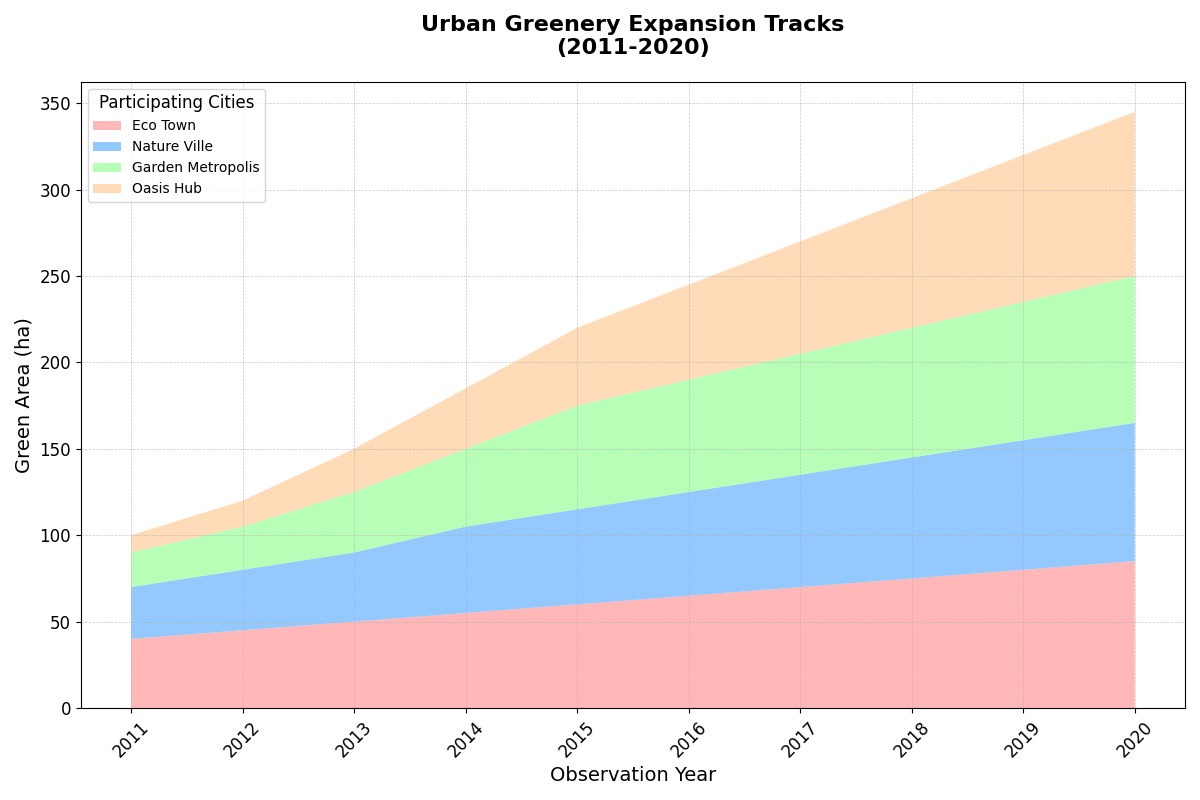 Urban Greenery Expansion Tracks
(2011-2020)
Participating Cities
Eco Town
Nature Ville
Garden Metropolis
Oasis Hub
Green Area (ha)
350
300
250
200
150
100
50
0
2011
2012
2013
2014
2015
2016
2017
2018
2019
2020
Observation Year